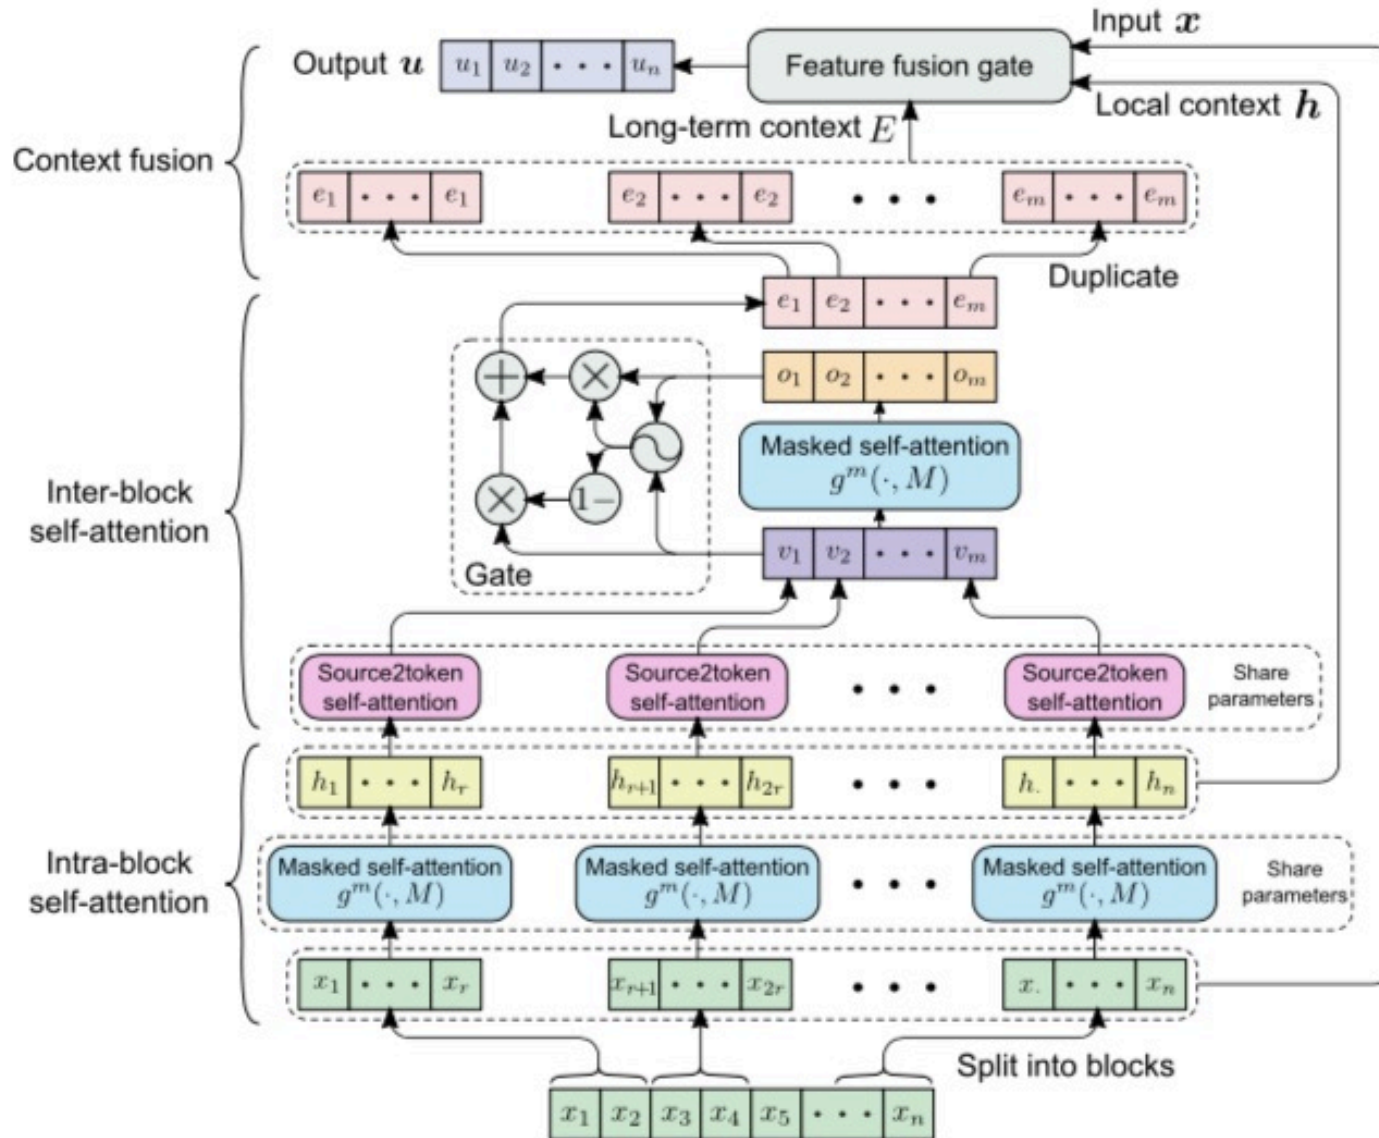 Input x
Output u
u1 u2 • • • un
Feature fusion gate
Local context h
Long-term context E
Context fusion
e1 • • • e1
e2 • • • e2
• • •
em • • • em
Duplicate
e1 e2 • • • em
+ ×
o1 o2 • • • om
Masked self-attention
g^m(·, M)
Inter-block
self-attention
× 1−
Gate
v1 v2 • • • vm
Source2token
self-attention
Source2token
self-attention
• • •
Source2token
self-attention
Share
parameters
h1 • • • hr
hr+1 • • • h2r
• • •
h. • • • hn
Intra-block
self-attention
Masked self-attention
g^m(·, M)
Masked self-attention
g^m(·, M)
• • •
Masked self-attention
g^m(·, M)
Share
parameters
x1 • • • xr
xr+1 • • • x2r
• • •
x. • • • xn
Split into blocks
x1 x2 x3 x4 x5 • • • xn